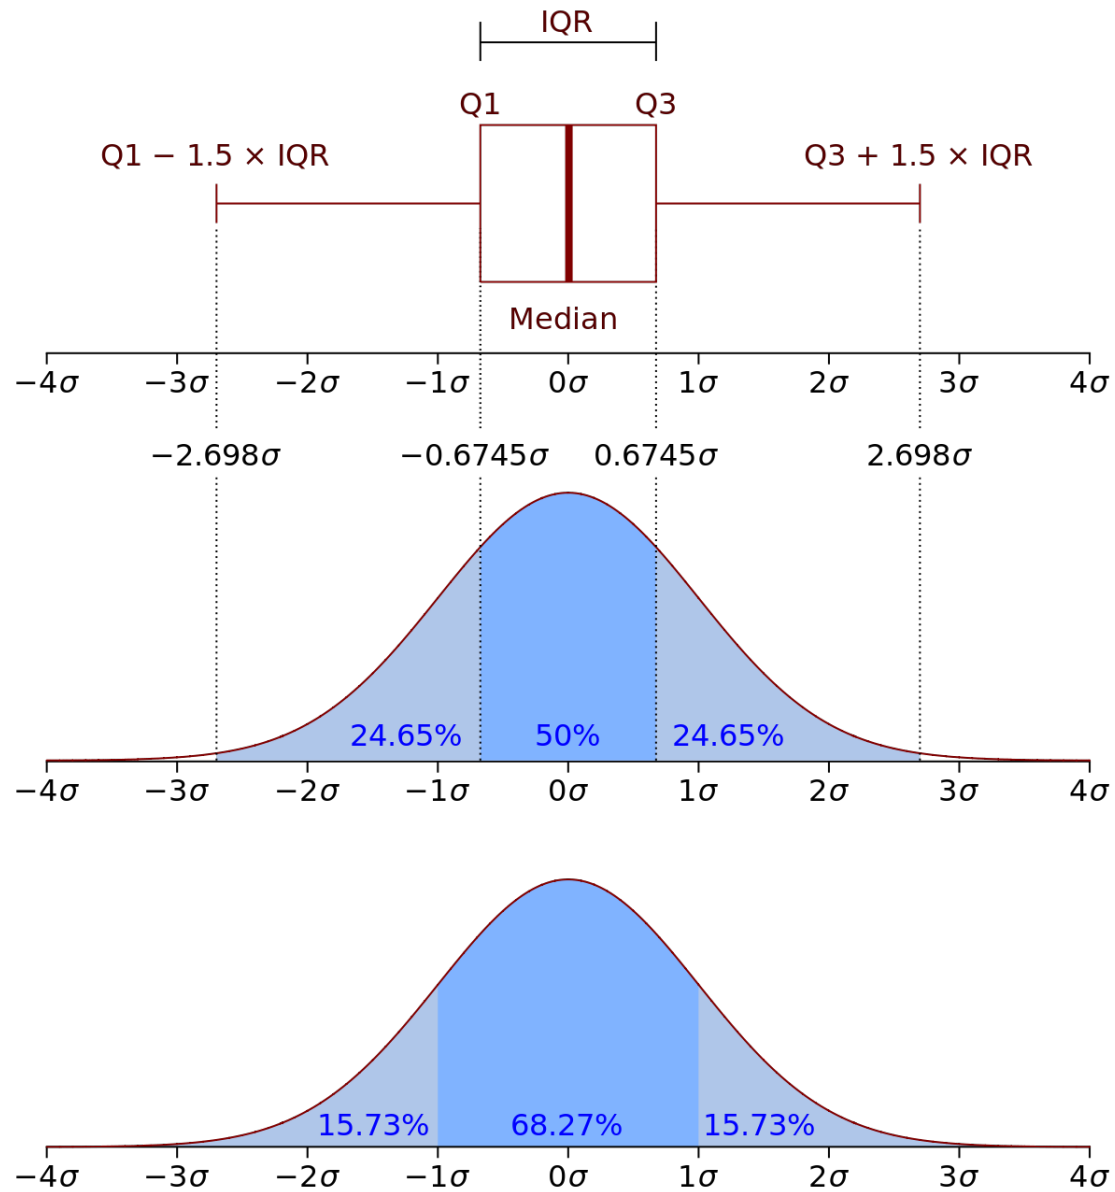 IQR
Q1 Q3
Q1 − 1.5 × IQR Q3 + 1.5 × IQR
Median
−4σ −3σ −2σ −1σ 0σ 1σ 2σ 3σ 4σ
−2.698σ −0.6745σ 0.6745σ 2.698σ
24.65% 50% 24.65%
−4σ −3σ −2σ −1σ 0σ 1σ 2σ 3σ 4σ
15.73% 68.27% 15.73%
−4σ −3σ −2σ −1σ 0σ 1σ 2σ 3σ 4σ